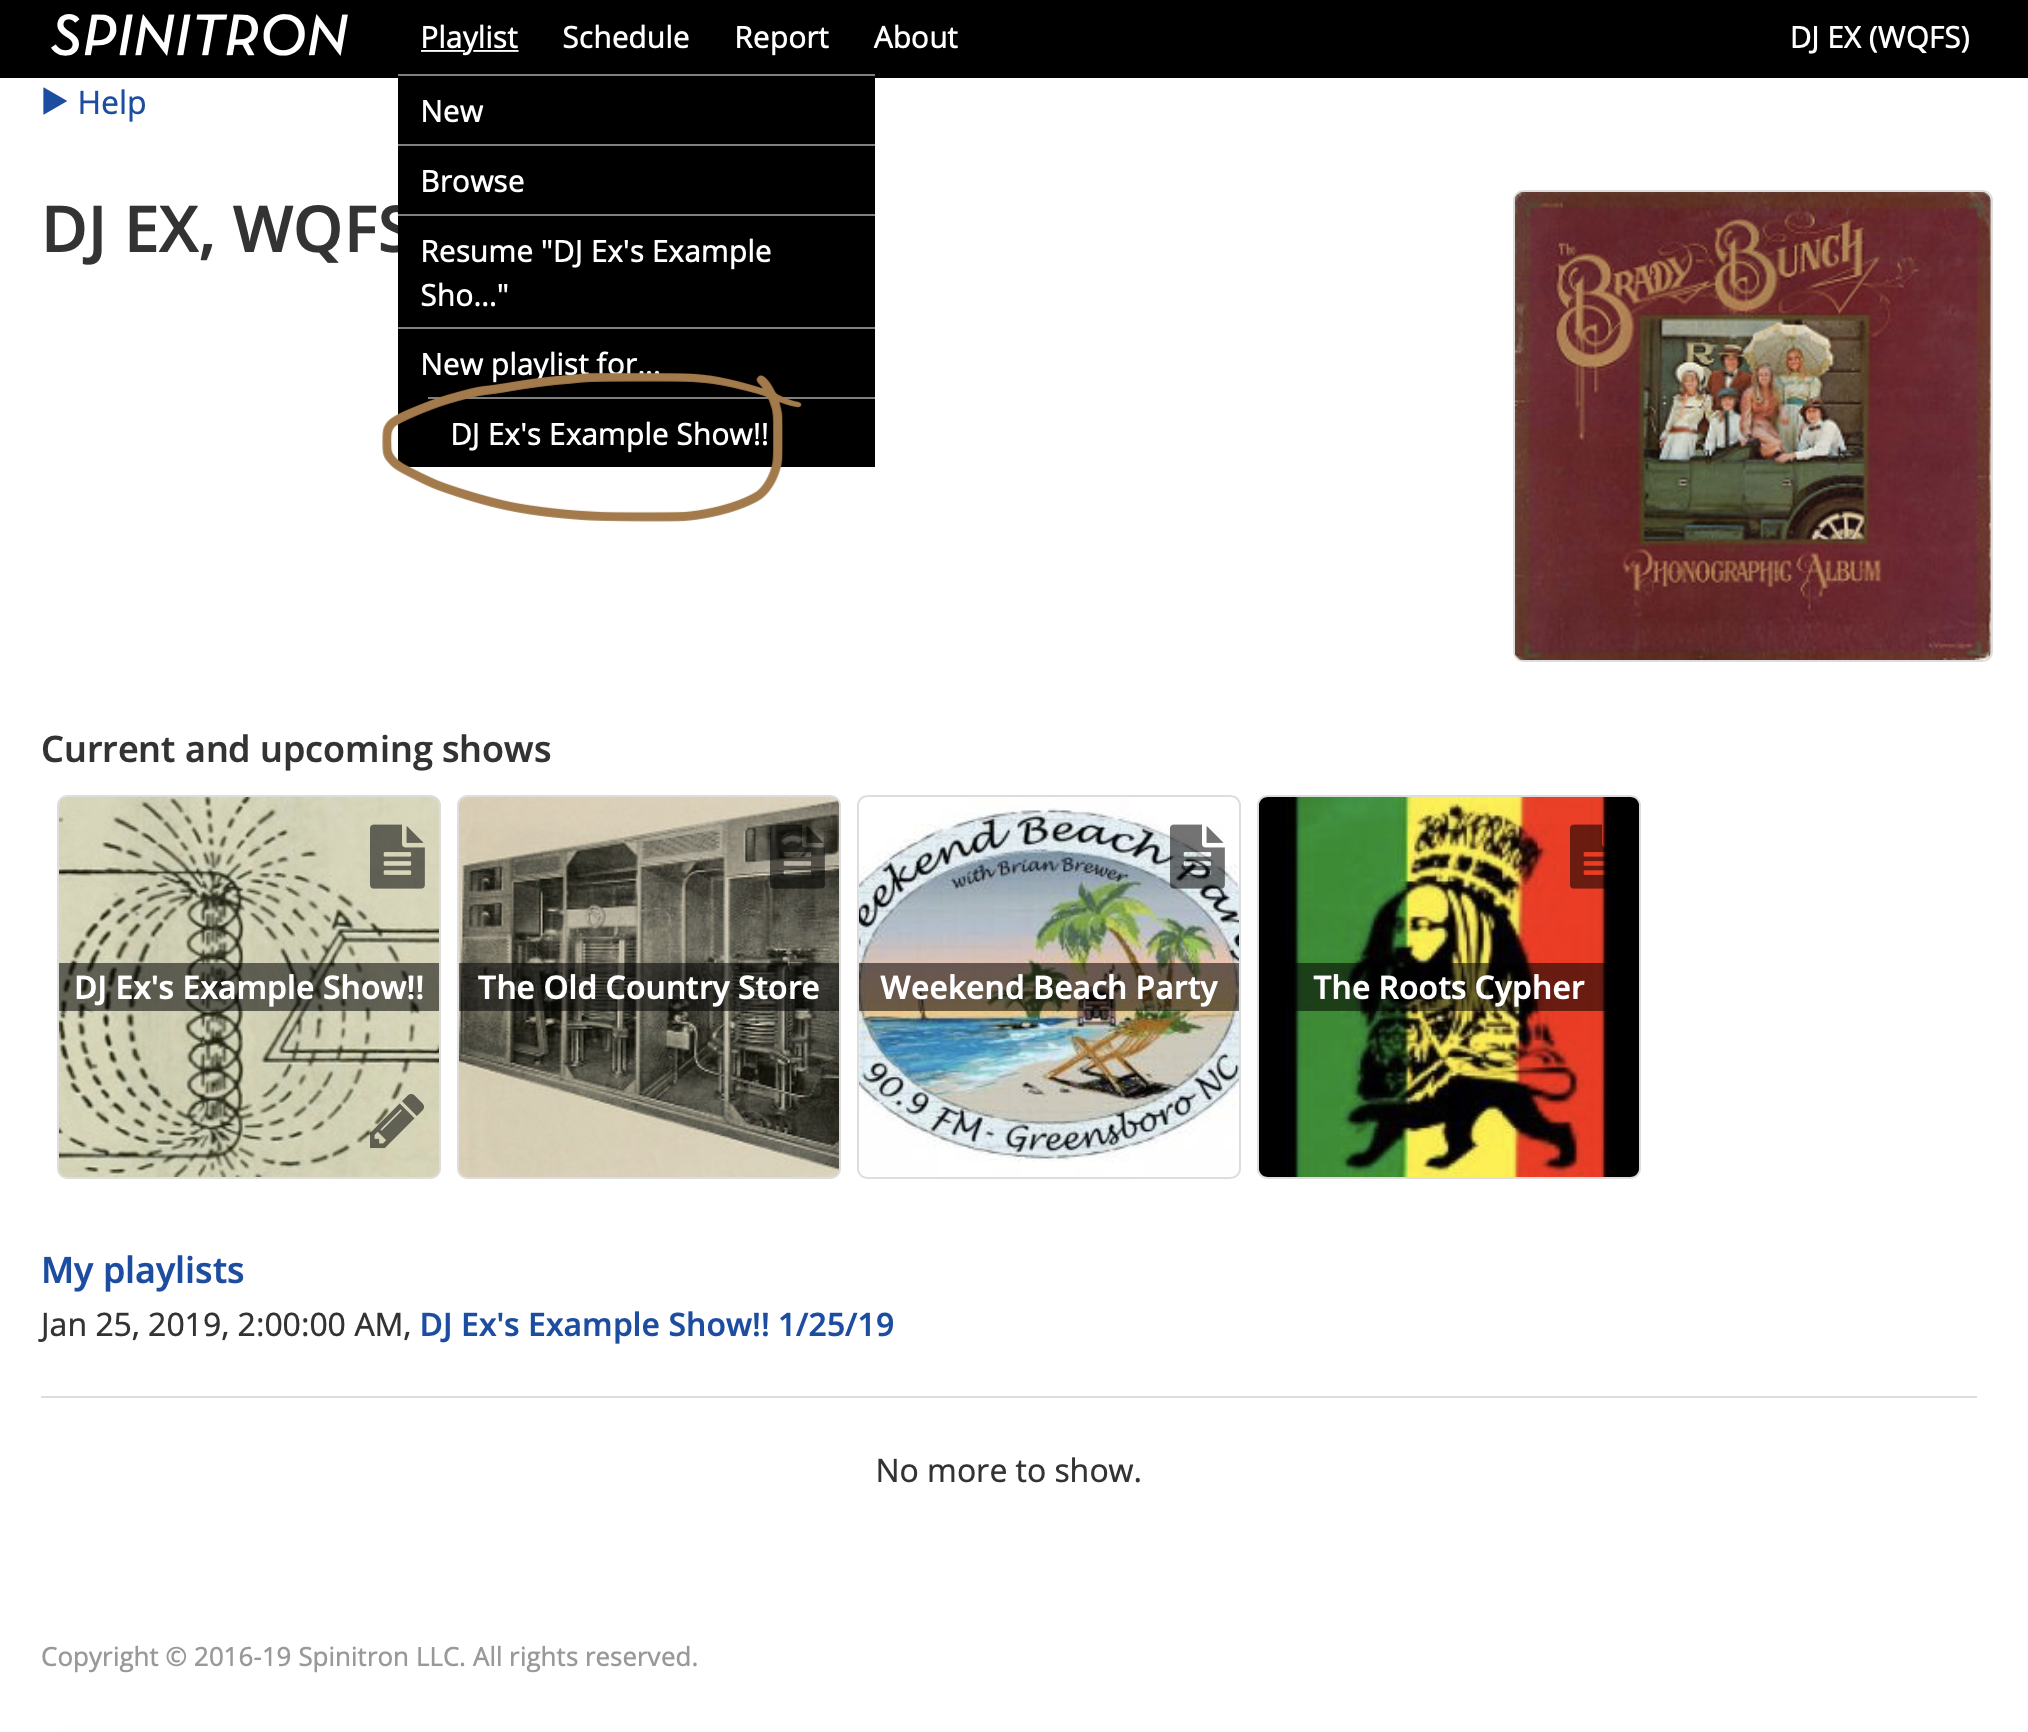 SPINITRON
Playlist
Schedule
Report
About
DJ EX (WQFS)
Help
New
Browse
Resume "DJ Ex's Example
Sho..."
New playlist for...
DJ Ex's Example Show!!
DJ EX, WQFS
The
BRADY BUNCH
PHONOGRAPHIC ALBUM
Current and upcoming shows
DJ Ex's Example Show!!
The Old Country Store
eekend Beach Par
with Brian Brewer
Weekend Beach Party
90.9 FM- Greensboro NC
The Roots Cypher
My playlists
Jan 25, 2019, 2:00:00 AM, DJ Ex's Example Show!! 1/25/19
No more to show.
Copyright © 2016-19 Spinitron LLC. All rights reserved.